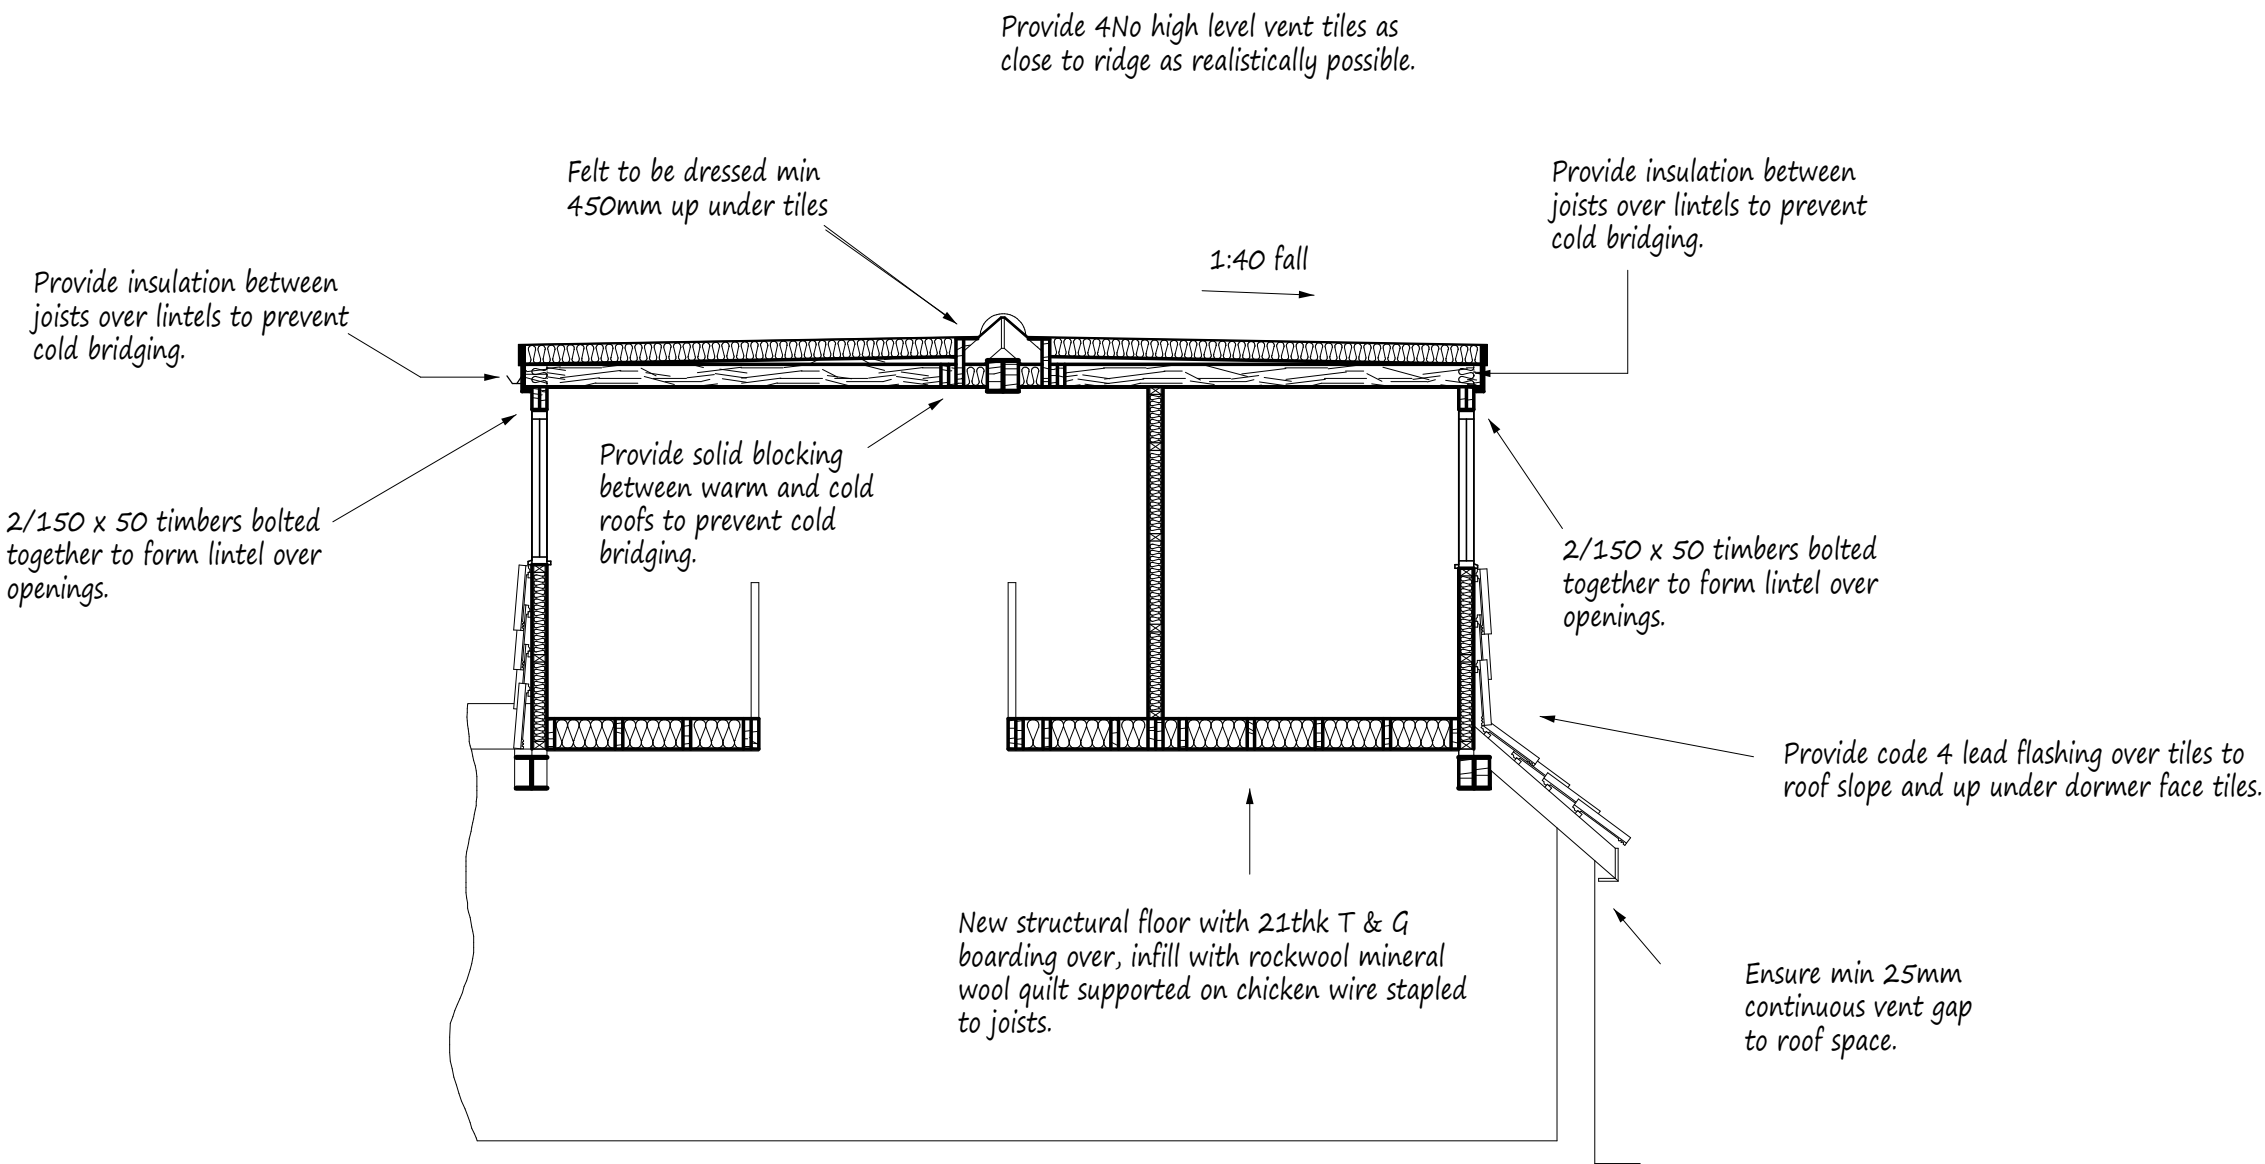 Provide 4No high level vent tiles as
close to ridge as realistically possible.
Felt to be dressed min
450mm up under tiles
Provide insulation between
joists over lintels to prevent
cold bridging.
1:40 fall
Provide insulation between
joists over lintels to prevent
cold bridging.
Provide solid blocking
between warm and cold
roofs to prevent cold
bridging.
2/150 x 50 timbers bolted
together to form lintel over
openings.
2/150 x 50 timbers bolted
together to form lintel over
openings.
Provide code 4 lead flashing over tiles to
roof slope and up under dormer face tiles.
New structural floor with 21thk T & G
boarding over, infill with rockwool mineral
wool quilt supported on chicken wire stapled
to joists.
Ensure min 25mm
continuous vent gap
to roof space.